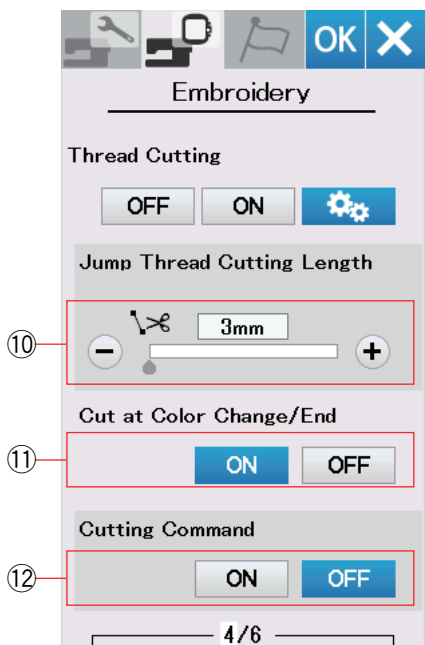 OK X
Embroidery
Thread Cutting
OFF ON
Jump Thread Cutting Length
⑩ 3mm
− +
Cut at Color Change/End
⑪ ON OFF
Cutting Command
⑫ ON OFF
4/6